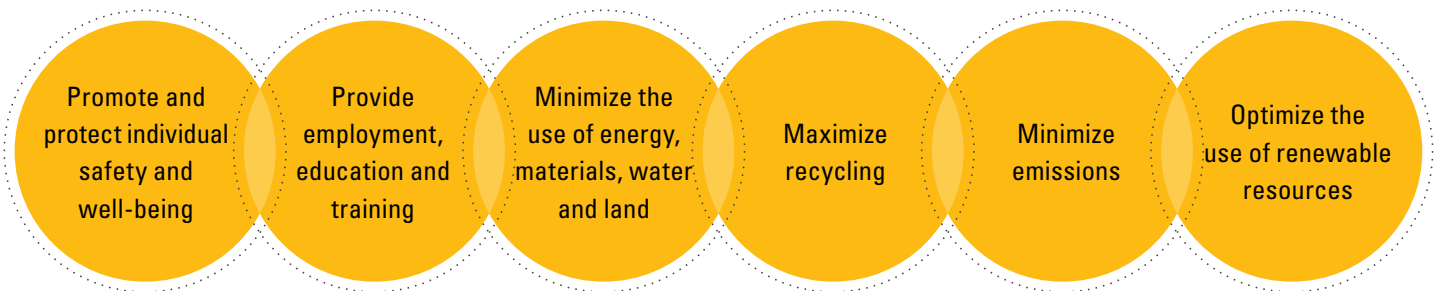 Promote and
protect individual
safety and
well-being
Provide
employment,
education and
training
Minimize the
use of energy,
materials, water
and land
Maximize
recycling
Minimize
emissions
Optimize the
use of renewable
resources